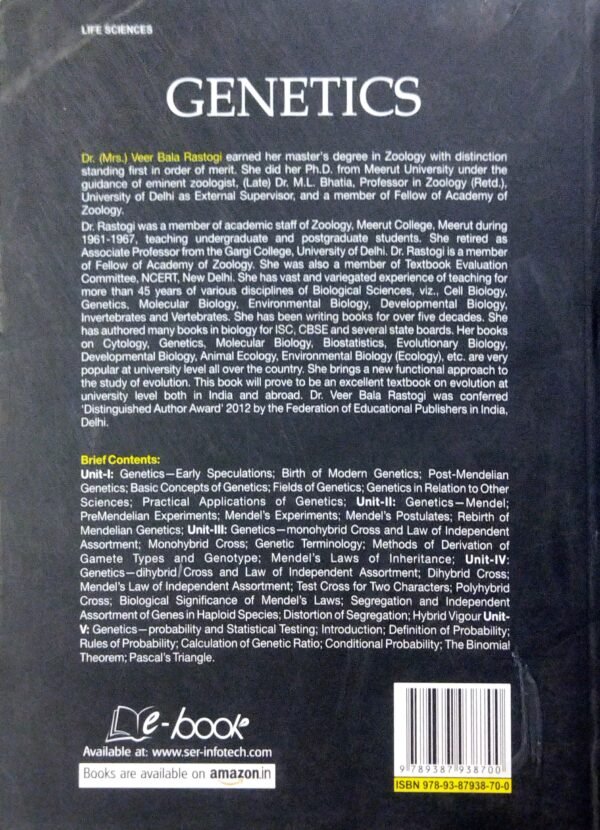 LIFE SCIENCES
GENETICS
Dr. (Mrs.) Veer Bala Rastogi earned her master's degree in Zoology with distinction
standing first in order of merit. She did her Ph.D. from Meerut University under the
guidance of eminent zoologist, (Late) Dr. M.L. Bhatia, Professor in Zoology (Retd.),
University of Delhi as External Supervisor, and a member of Fellow of Academy of
Zoology.
Dr. Rastogi was a member of academic staff of Zoology, Meerut College, Meerut during
1961-1967, teaching undergraduate and postgraduate students. She retired as
Associate Professor from the Gargi College, University of Delhi. Dr. Rastogi is a member
of Fellow of Academy of Zoology. She was also a member of Textbook Evaluation
Committee, NCERT, New Delhi. She has vast and variegated experience of teaching for
more than 45 years of various disciplines of Biological Sciences, viz., Cell Biology,
Genetics, Molecular Biology, Environmental Biology, Developmental Biology,
Invertebrates and Vertebrates. She has been writing books for over five decades. She
has authored many books in biology for ISC, CBSE and several state boards. Her books
on Cytology, Genetics, Molecular Biology, Biostatistics, Evolutionary Biology,
Developmental Biology, Animal Ecology, Environmental Biology (Ecology), etc. are very
popular at university level all over the country. She brings a new functional approach to
the study of evolution. This book will prove to be an excellent textbook on evolution at
university level both in India and abroad. Dr. Veer Bala Rastogi was conferred
'Distinguished Author Award' 2012 by the Federation of Educational Publishers in India,
Delhi.
Brief Contents:
Unit-I: Genetics—Early Speculations; Birth of Modern Genetics; Post-Mendelian
Genetics; Basic Concepts of Genetics; Fields of Genetics; Genetics in Relation to Other
Sciences; Practical Applications of Genetics; Unit-II: Genetics—Mendel;
PreMendelian Experiments; Mendel's Experiments; Mendel's Postulates; Rebirth of
Mendelian Genetics; Unit-III: Genetics—monohybrid Cross and Law of Independent
Assortment; Monohybrid Cross; Genetic Terminology; Methods of Derivation of
Gamete Types and Genotype; Mendel's Laws of Inheritance; Unit-IV:
Genetics—dihybrid Cross and Law of Independent Assortment; Dihybrid Cross;
Mendel's Law of Independent Assortment; Test Cross for Two Characters; Polyhybrid
Cross; Biological Significance of Mendel's Laws; Segregation and Independent
Assortment of Genes in Haploid Species; Distortion of Segregation; Hybrid Vigour Unit-
V: Genetics—probability and Statistical Testing; Introduction; Definition of Probability;
Rules of Probability; Calculation of Genetic Ratio; Conditional Probability; The Binomial
Theorem; Pascal's Triangle.
e-book
Available at: www.ser-infotech.com
Books are available on amazon.in
9 789387 938700
ISBN 978-93-87938-70-0